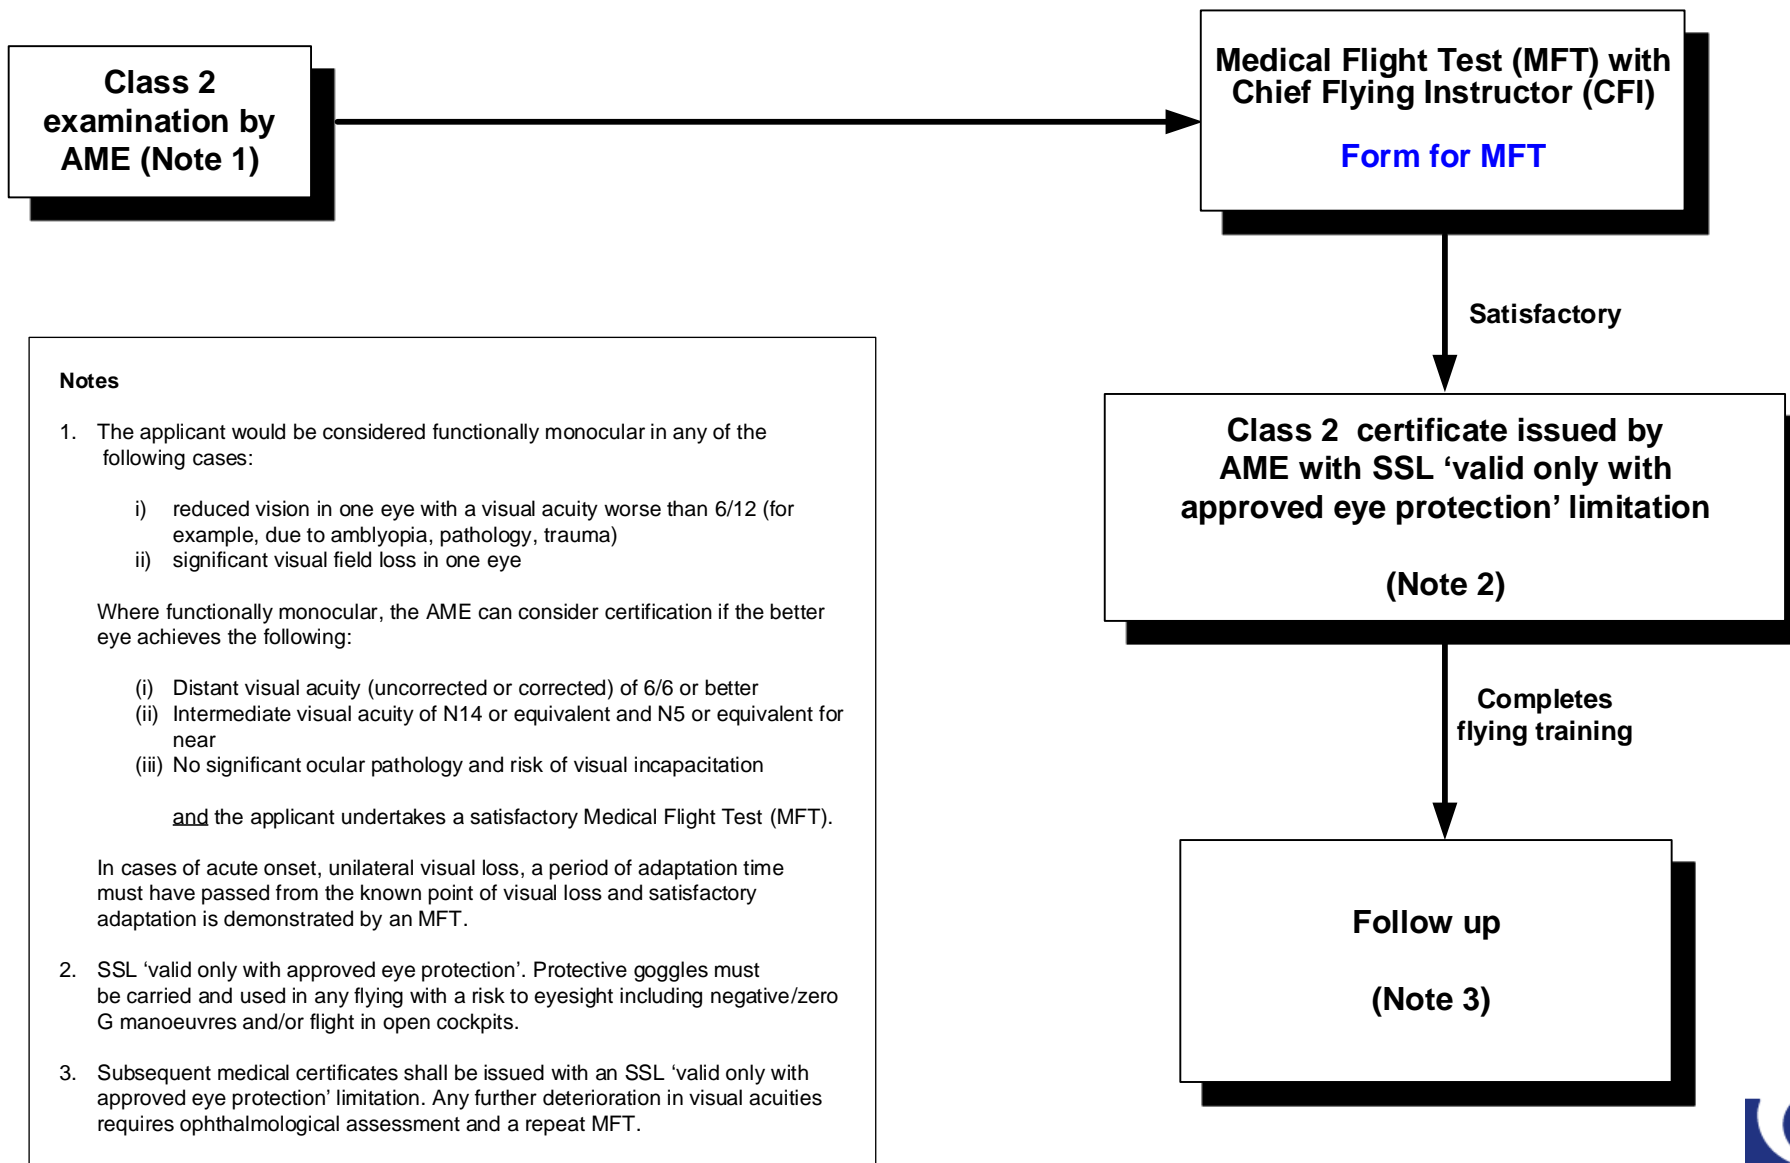 Class 2
examination by
AME (Note 1)
Medical Flight Test (MFT) with
Chief Flying Instructor (CFI)
Form for MFT
Satisfactory
Class 2 certificate issued by
AME with SSL ‘valid only with
approved eye protection’ limitation
(Note 2)
Completes
flying training
Follow up
(Note 3)
Notes
1. The applicant would be considered functionally monocular in any of the
following cases:
i) reduced vision in one eye with a visual acuity worse than 6/12 (for
example, due to amblyopia, pathology, trauma)
ii) significant visual field loss in one eye
Where functionally monocular, the AME can consider certification if the better
eye achieves the following:
(i) Distant visual acuity (uncorrected or corrected) of 6/6 or better
(ii) Intermediate visual acuity of N14 or equivalent and N5 or equivalent for
near
(iii) No significant ocular pathology and risk of visual incapacitation
and the applicant undertakes a satisfactory Medical Flight Test (MFT).
In cases of acute onset, unilateral visual loss, a period of adaptation time
must have passed from the known point of visual loss and satisfactory
adaptation is demonstrated by an MFT.
2. SSL ‘valid only with approved eye protection’. Protective goggles must
be carried and used in any flying with a risk to eyesight including negative/zero
G manoeuvres and/or flight in open cockpits.
3. Subsequent medical certificates shall be issued with an SSL ‘valid only with
approved eye protection’ limitation. Any further deterioration in visual acuities
requires ophthalmological assessment and a repeat MFT.